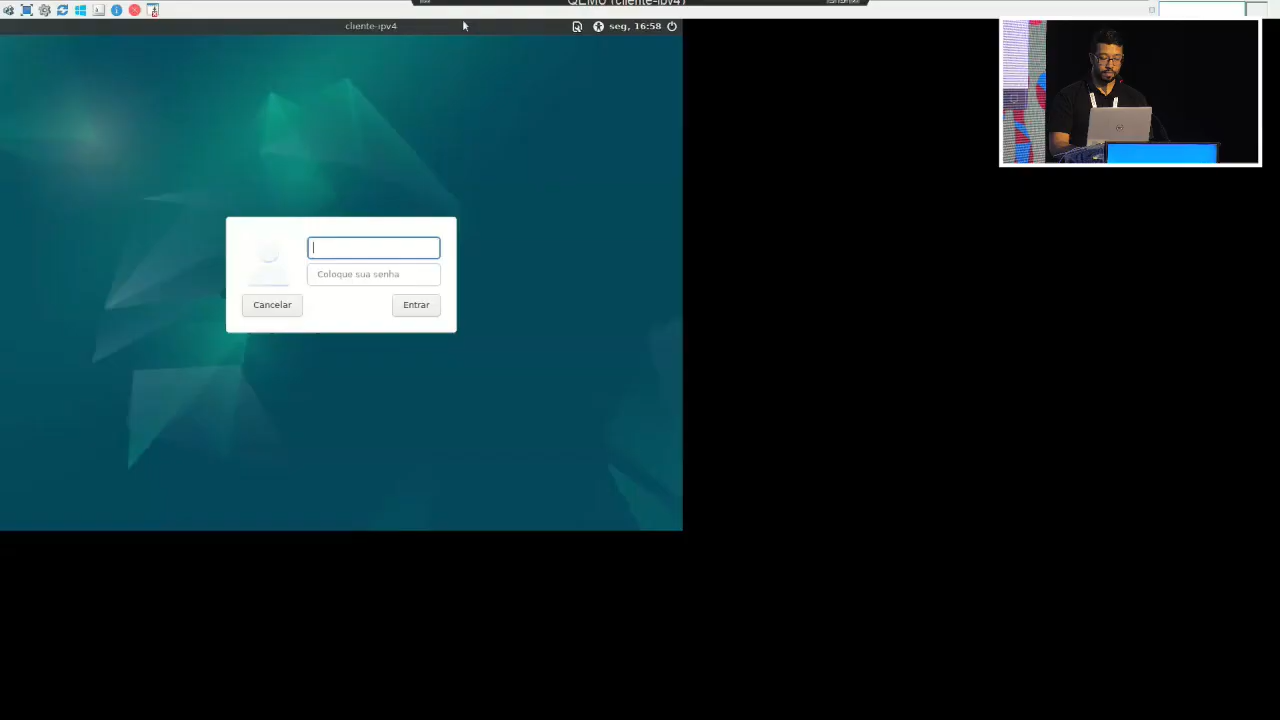 QEMU (cliente-ipv4)
cliente-ipv4
seg, 16:58
Coloque sua senha
Cancelar
Entrar